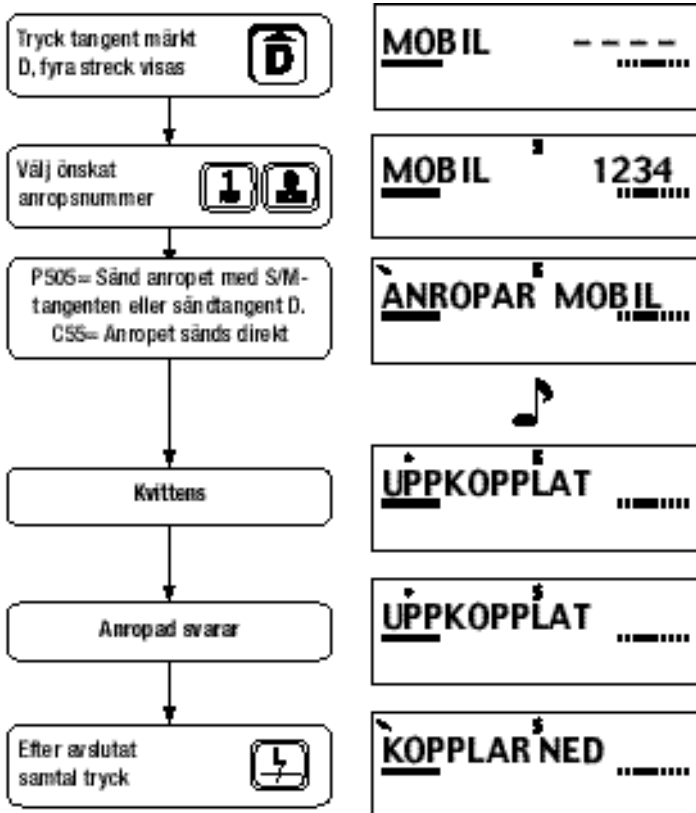 Tryck tangent märkt
D, fyra streck visas
D
MOBIL - - - -
Välj önskat
anropsnummer
1
MOBIL 1234
P505= Sänd anropet med S/M-
tangenten eller sändtangent D.
C55= Anropet sänds direkt
ANROPAR MOBIL
Kvittens
UPPKOPPLAT
Anropad svarar
UPPKOPPLAT
Efter avslutat
samtal tryck
KOPPLAR NED